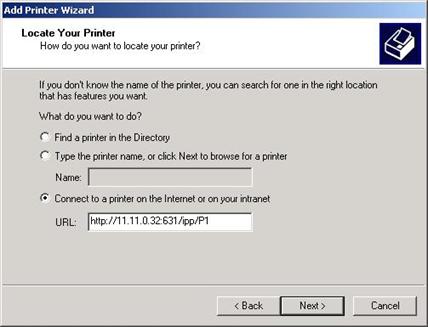 Add Printer Wizard
Locate Your Printer
How do you want to locate your printer?
If you don't know the name of the printer, you can search for one in the right location
that has features you want.
What do you want to do?
Find a printer in the Directory
Type the printer name, or click Next to browse for a printer
Name:
Connect to a printer on the Internet or on your intranet
URL: http://11.11.0.32:631/ipp/P1
< Back Next > Cancel